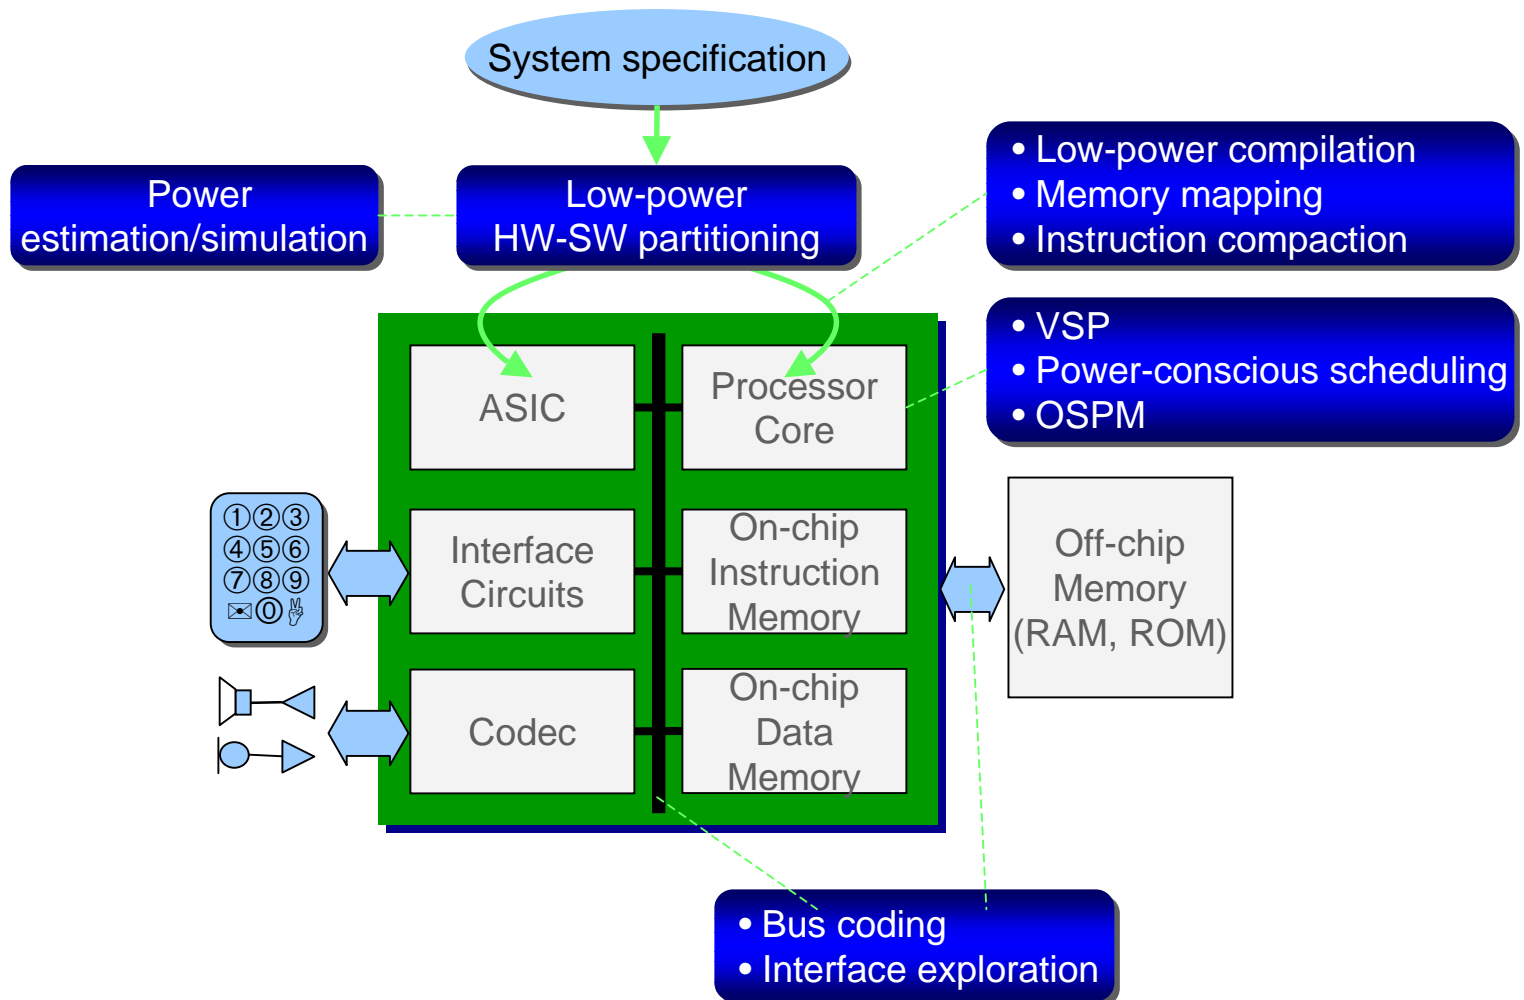 System specification
Power
estimation/simulation
Low-power
HW-SW partitioning
• Low-power compilation
• Memory mapping
• Instruction compaction
• VSP
• Power-conscious scheduling
• OSPM
ASIC
Processor
Core
①②③
④⑤⑥
⑦⑧⑨
✉⓪✌
Interface
Circuits
On-chip
Instruction
Memory
Off-chip
Memory
(RAM, ROM)
Codec
On-chip
Data
Memory
• Bus coding
• Interface exploration